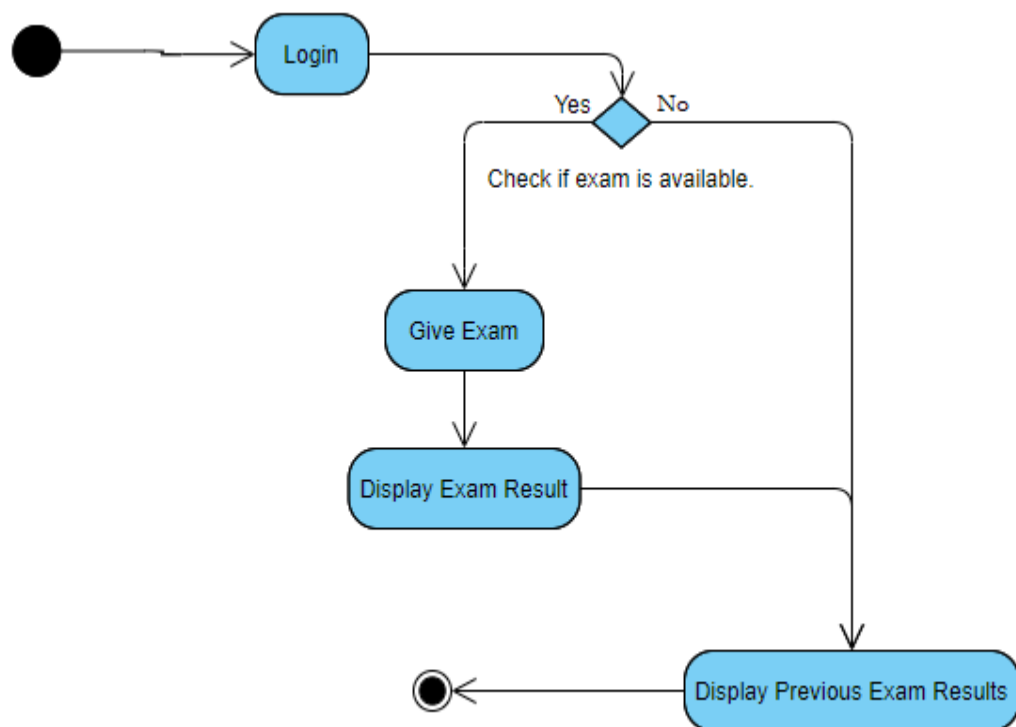 Login
Yes
No
Check if exam is available.
Give Exam
Display Exam Result
Display Previous Exam Results